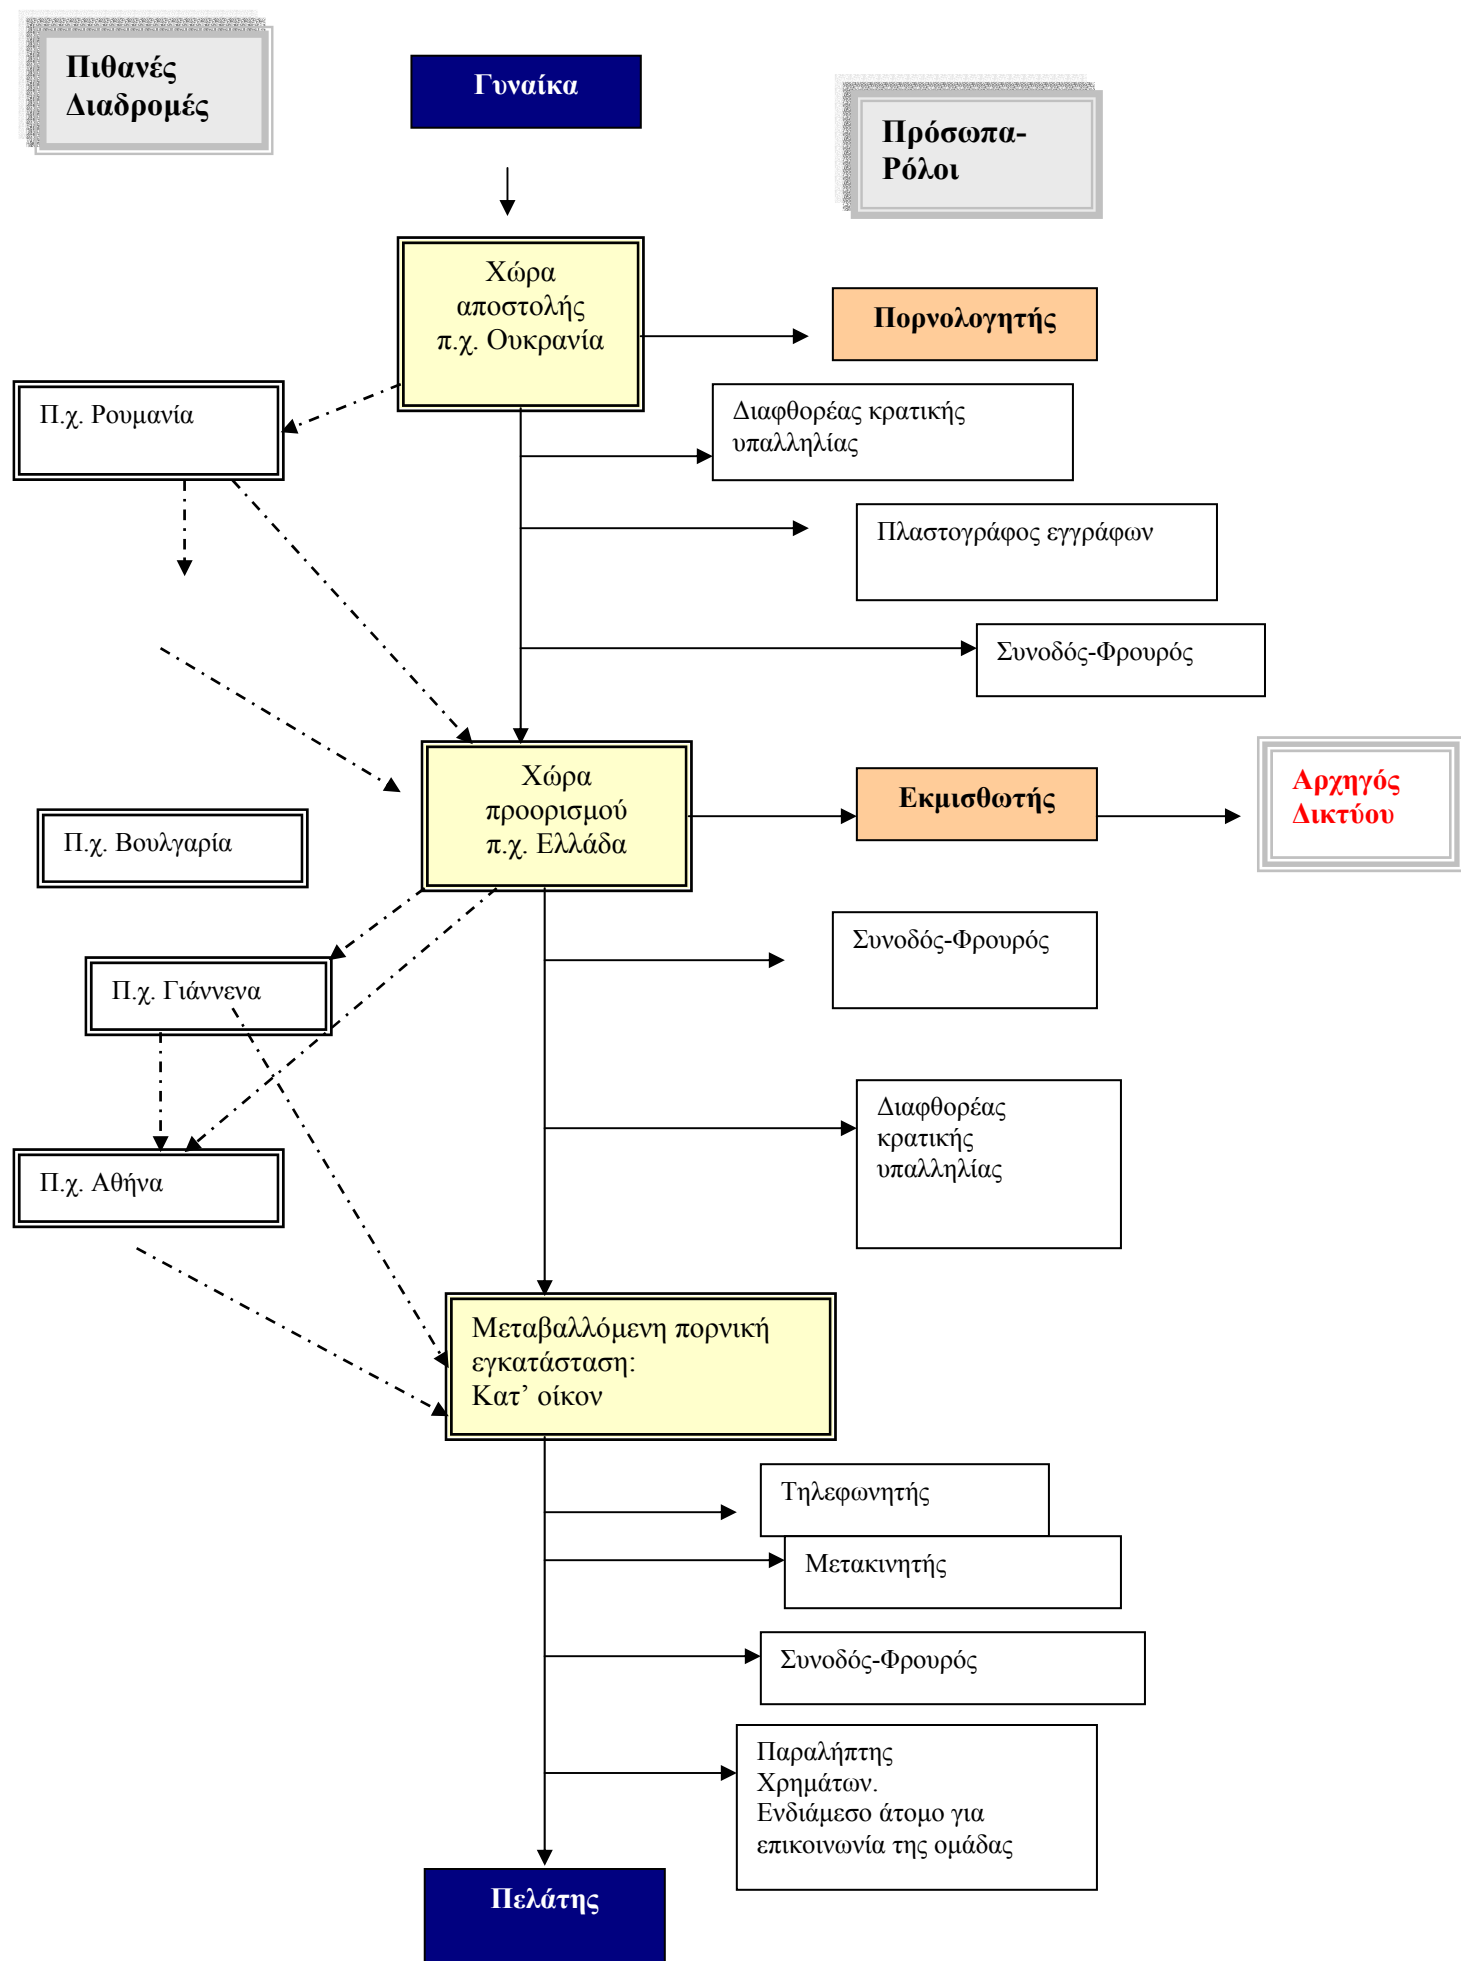 Πιθανές
Διαδρομές
Γυναίκα
Πρόσωπα-
Ρόλοι
Χώρα
αποστολής
π.χ. Ουκρανία
Πορνολογητής
Π.χ. Ρουμανία
Διαφθορέας κρατικής
υπαλληλίας
Πλαστογράφος εγγράφων
Συνοδός-Φρουρός
Χώρα
προορισμού
π.χ. Ελλάδα
Εκμισθωτής
Αρχηγός
Δικτύου
Π.χ. Βουλγαρία
Συνοδός-Φρουρός
Π.χ. Γιάννενα
Διαφθορέας
κρατικής
υπαλληλίας
Π.χ. Αθήνα
Μεταβαλλόμενη πορνική
εγκατάσταση:
Κατ’ οίκον
Τηλεφωνητής
Μετακινητής
Συνοδός-Φρουρός
Παραλήπτης
Χρημάτων.
Ενδιάμεσο άτομο για
επικοινωνία της ομάδας
Πελάτης